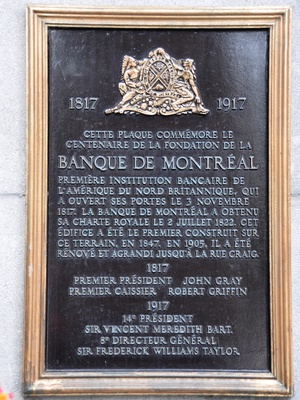 1817 1917
CETTE PLAQUE COMMÉMORE LE
CENTENAIRE DE LA FONDATION DE LA
BANQUE DE MONTRÉAL
PREMIÈRE INSTITUTION BANCAIRE DE
L'AMÉRIQUE DU NORD BRITANNIQUE, QUI
A OUVERT SES PORTES LE 3 NOVEMBRE
1817. LA BANQUE DE MONTRÉAL A OBTENU
SA CHARTE ROYALE LE 2 JUILLET 1822. CET
ÉDIFICE A ÉTÉ LE PREMIER CONSTRUIT SUR
CE TERRAIN, EN 1847. EN 1905, IL A ÉTÉ
RÉNOVÉ ET AGRANDI JUSQU'À LA RUE CRAIG.
1817
PREMIER PRÉSIDENT JOHN GRAY
PREMIER CAISSIER ROBERT GRIFFIN
1917
14e PRÉSIDENT
SIR VINCENT MEREDITH BART.
8e DIRECTEUR GÉNÉRAL
SIR FREDERICK WILLIAMS TAYLOR